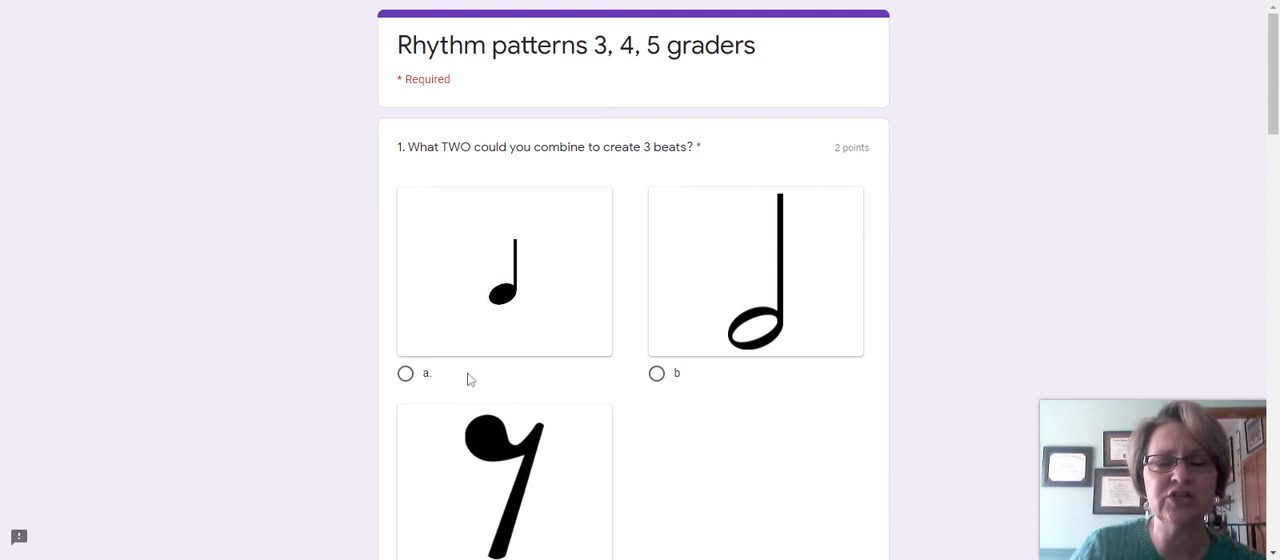 Rhythm patterns 3, 4, 5 graders
* Required
1. What TWO could you combine to create 3 beats? *
2 points
a.
b